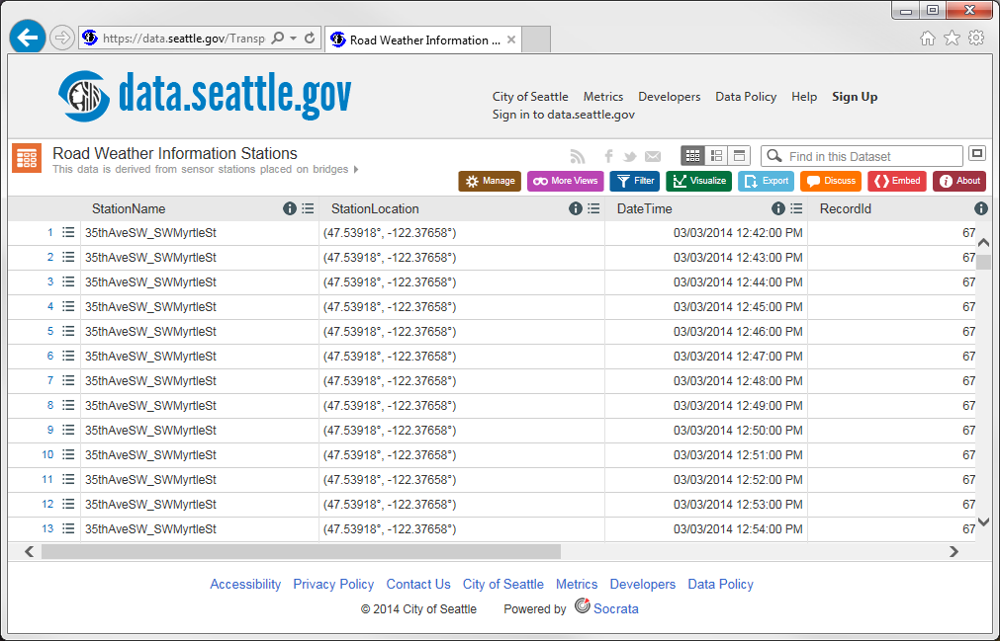 https://data.seattle.gov/Transp
Road Weather Information ...
data.seattle.gov
City of Seattle Metrics Developers Data Policy Help Sign Up
Sign in to data.seattle.gov
Road Weather Information Stations
This data is derived from sensor stations placed on bridges
Find in this Dataset
Manage More Views Filter Visualize Export Discuss Embed About
StationName StationLocation DateTime RecordId
1 35thAveSW_SWMyrtleSt (47.53918°, -122.37658°) 03/03/2014 12:42:00 PM 67
2 35thAveSW_SWMyrtleSt (47.53918°, -122.37658°) 03/03/2014 12:43:00 PM 67
3 35thAveSW_SWMyrtleSt (47.53918°, -122.37658°) 03/03/2014 12:44:00 PM 67
4 35thAveSW_SWMyrtleSt (47.53918°, -122.37658°) 03/03/2014 12:45:00 PM 67
5 35thAveSW_SWMyrtleSt (47.53918°, -122.37658°) 03/03/2014 12:46:00 PM 67
6 35thAveSW_SWMyrtleSt (47.53918°, -122.37658°) 03/03/2014 12:47:00 PM 67
7 35thAveSW_SWMyrtleSt (47.53918°, -122.37658°) 03/03/2014 12:48:00 PM 67
8 35thAveSW_SWMyrtleSt (47.53918°, -122.37658°) 03/03/2014 12:49:00 PM 67
9 35thAveSW_SWMyrtleSt (47.53918°, -122.37658°) 03/03/2014 12:50:00 PM 67
10 35thAveSW_SWMyrtleSt (47.53918°, -122.37658°) 03/03/2014 12:51:00 PM 67
11 35thAveSW_SWMyrtleSt (47.53918°, -122.37658°) 03/03/2014 12:52:00 PM 67
12 35thAveSW_SWMyrtleSt (47.53918°, -122.37658°) 03/03/2014 12:53:00 PM 67
13 35thAveSW_SWMyrtleSt (47.53918°, -122.37658°) 03/03/2014 12:54:00 PM 67
Accessibility Privacy Policy Contact Us City of Seattle Metrics Developers Data Policy
© 2014 City of Seattle Powered by Socrata